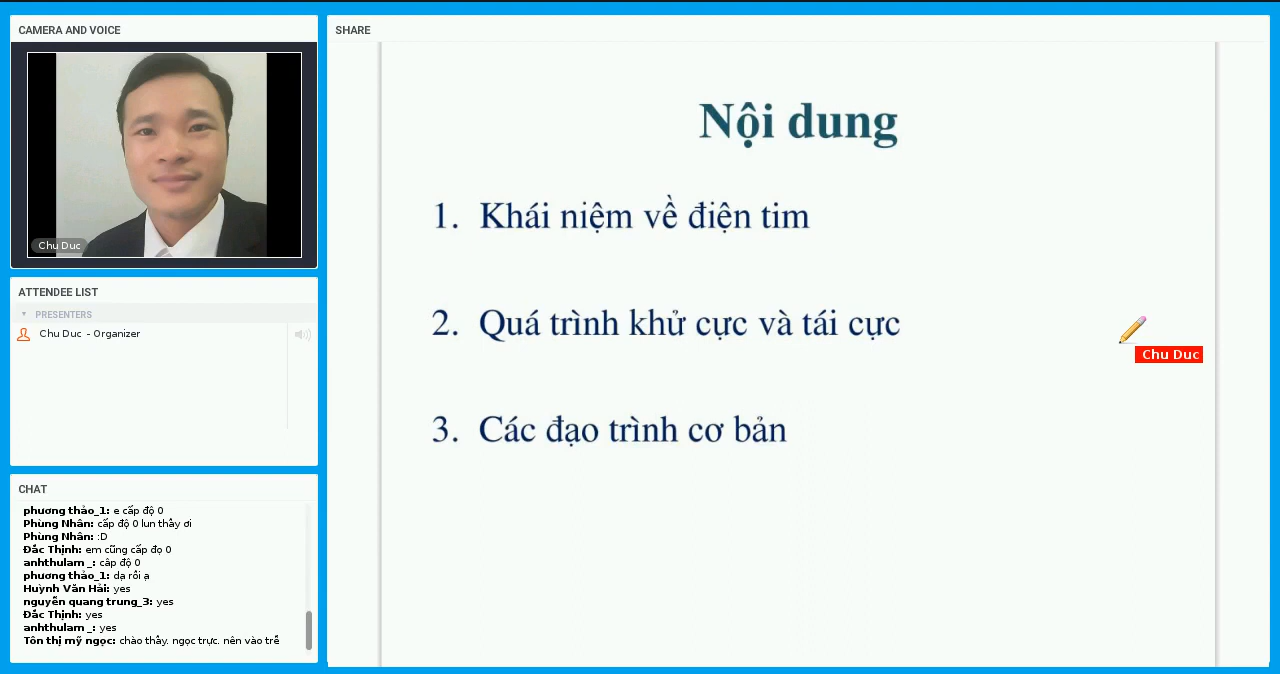 CAMERA AND VOICE
Chu Duc
ATTENDEE LIST
PRESENTERS
Chu Duc - Organizer
CHAT
phương thảo_1: e cấp độ 0
Phùng Nhân: cấp độ 0 lun thầy ơi
Phùng Nhân: :D
Đắc Thịnh: em cũng cấp đọ 0
anhthulam_: câp độ 0
phương thảo_1: dạ rồi ạ
Huỳnh Văn Hải: yes
nguyễn quang trung_3: yes
Đắc Thịnh: yes
anhthulam_: yes
Tôn thị mỹ ngọc: chào thầy. ngọc trực. nên vào trễ
SHARE
Nội dung
1. Khái niệm về điện tim
2. Quá trình khử cực và tái cực
3. Các đạo trình cơ bản
Chu Duc